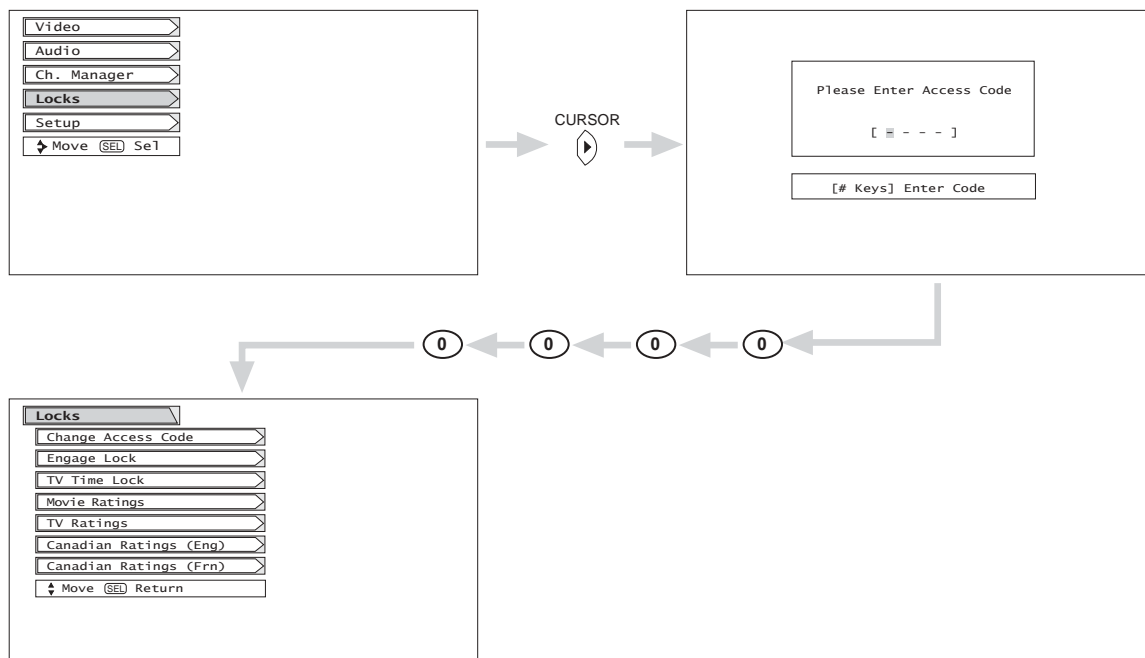 Video
Audio
Ch. Manager
Locks
Setup
Move SEL Sel
CURSOR
Please Enter Access Code
[ - - - - ]
[# Keys] Enter Code
0 0 0 0
Locks
Change Access Code
Engage Lock
TV Time Lock
Movie Ratings
TV Ratings
Canadian Ratings (Eng)
Canadian Ratings (Frn)
Move SEL Return